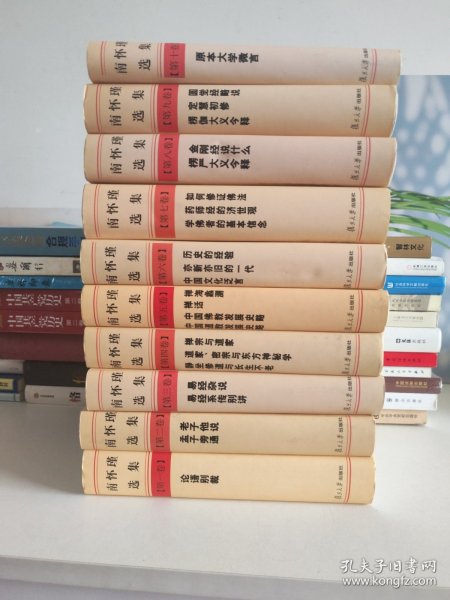 南怀瑾
选集
【第十卷】
原本大学微言
复旦大学出版社
南怀瑾
选集
【第九卷】
圆觉经略说
定慧初修
楞伽大义今释
复旦大学出版社
南怀瑾
选集
【第八卷】
金刚经说什么
楞严大义今释
复旦大学出版社
南怀瑾
选集
【第七卷】
如何修证佛法
药师经的济世观
学佛者的基本信念
复旦大学出版社
南怀瑾
选集
【第六卷】
历史的经验
亦新亦旧的一代
中国文化泛言
复旦大学出版社
南怀瑾
选集
【第五卷】
禅海蠡测
禅话
中国佛教发展史略
中国道教发展史略
复旦大学出版社
南怀瑾
选集
【第四卷】
禅宗与道家
道家、密宗与东方神秘学
静坐修道与长生不老
复旦大学出版社
南怀瑾
选集
【第三卷】
易经杂说
易经系传别讲
复旦大学出版社
南怀瑾
选集
【第二卷】
老子他说
孟子旁通
复旦大学出版社
南怀瑾
选集
【第一卷】
论语别裁
复旦大学出版社
智林文化
孔夫子旧书网
www.kongfz.com